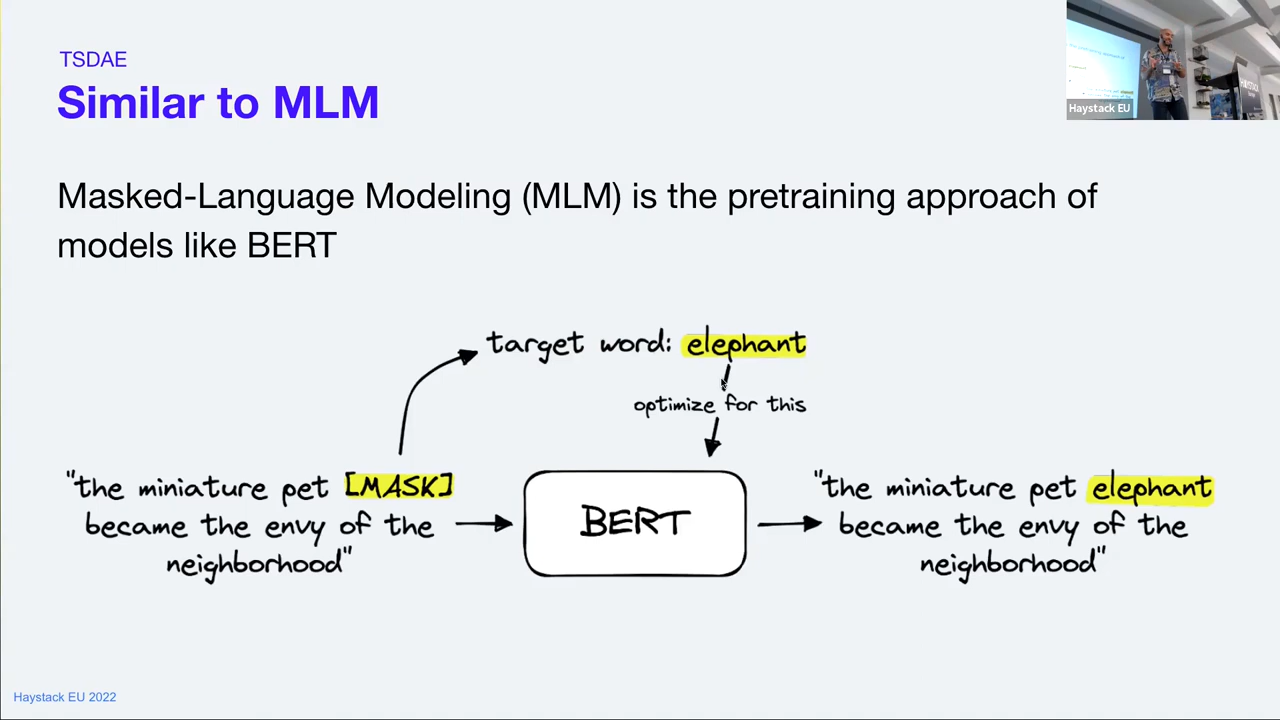 TSDAE
Similar to MLM
Masked-Language Modeling (MLM) is the pretraining approach of
models like BERT
target word: elephant
optimize for this
"the miniature pet [MASK]
became the envy of the
neighborhood"
BERT
"the miniature pet elephant
became the envy of the
neighborhood"
Haystack EU 2022
Haystack EU